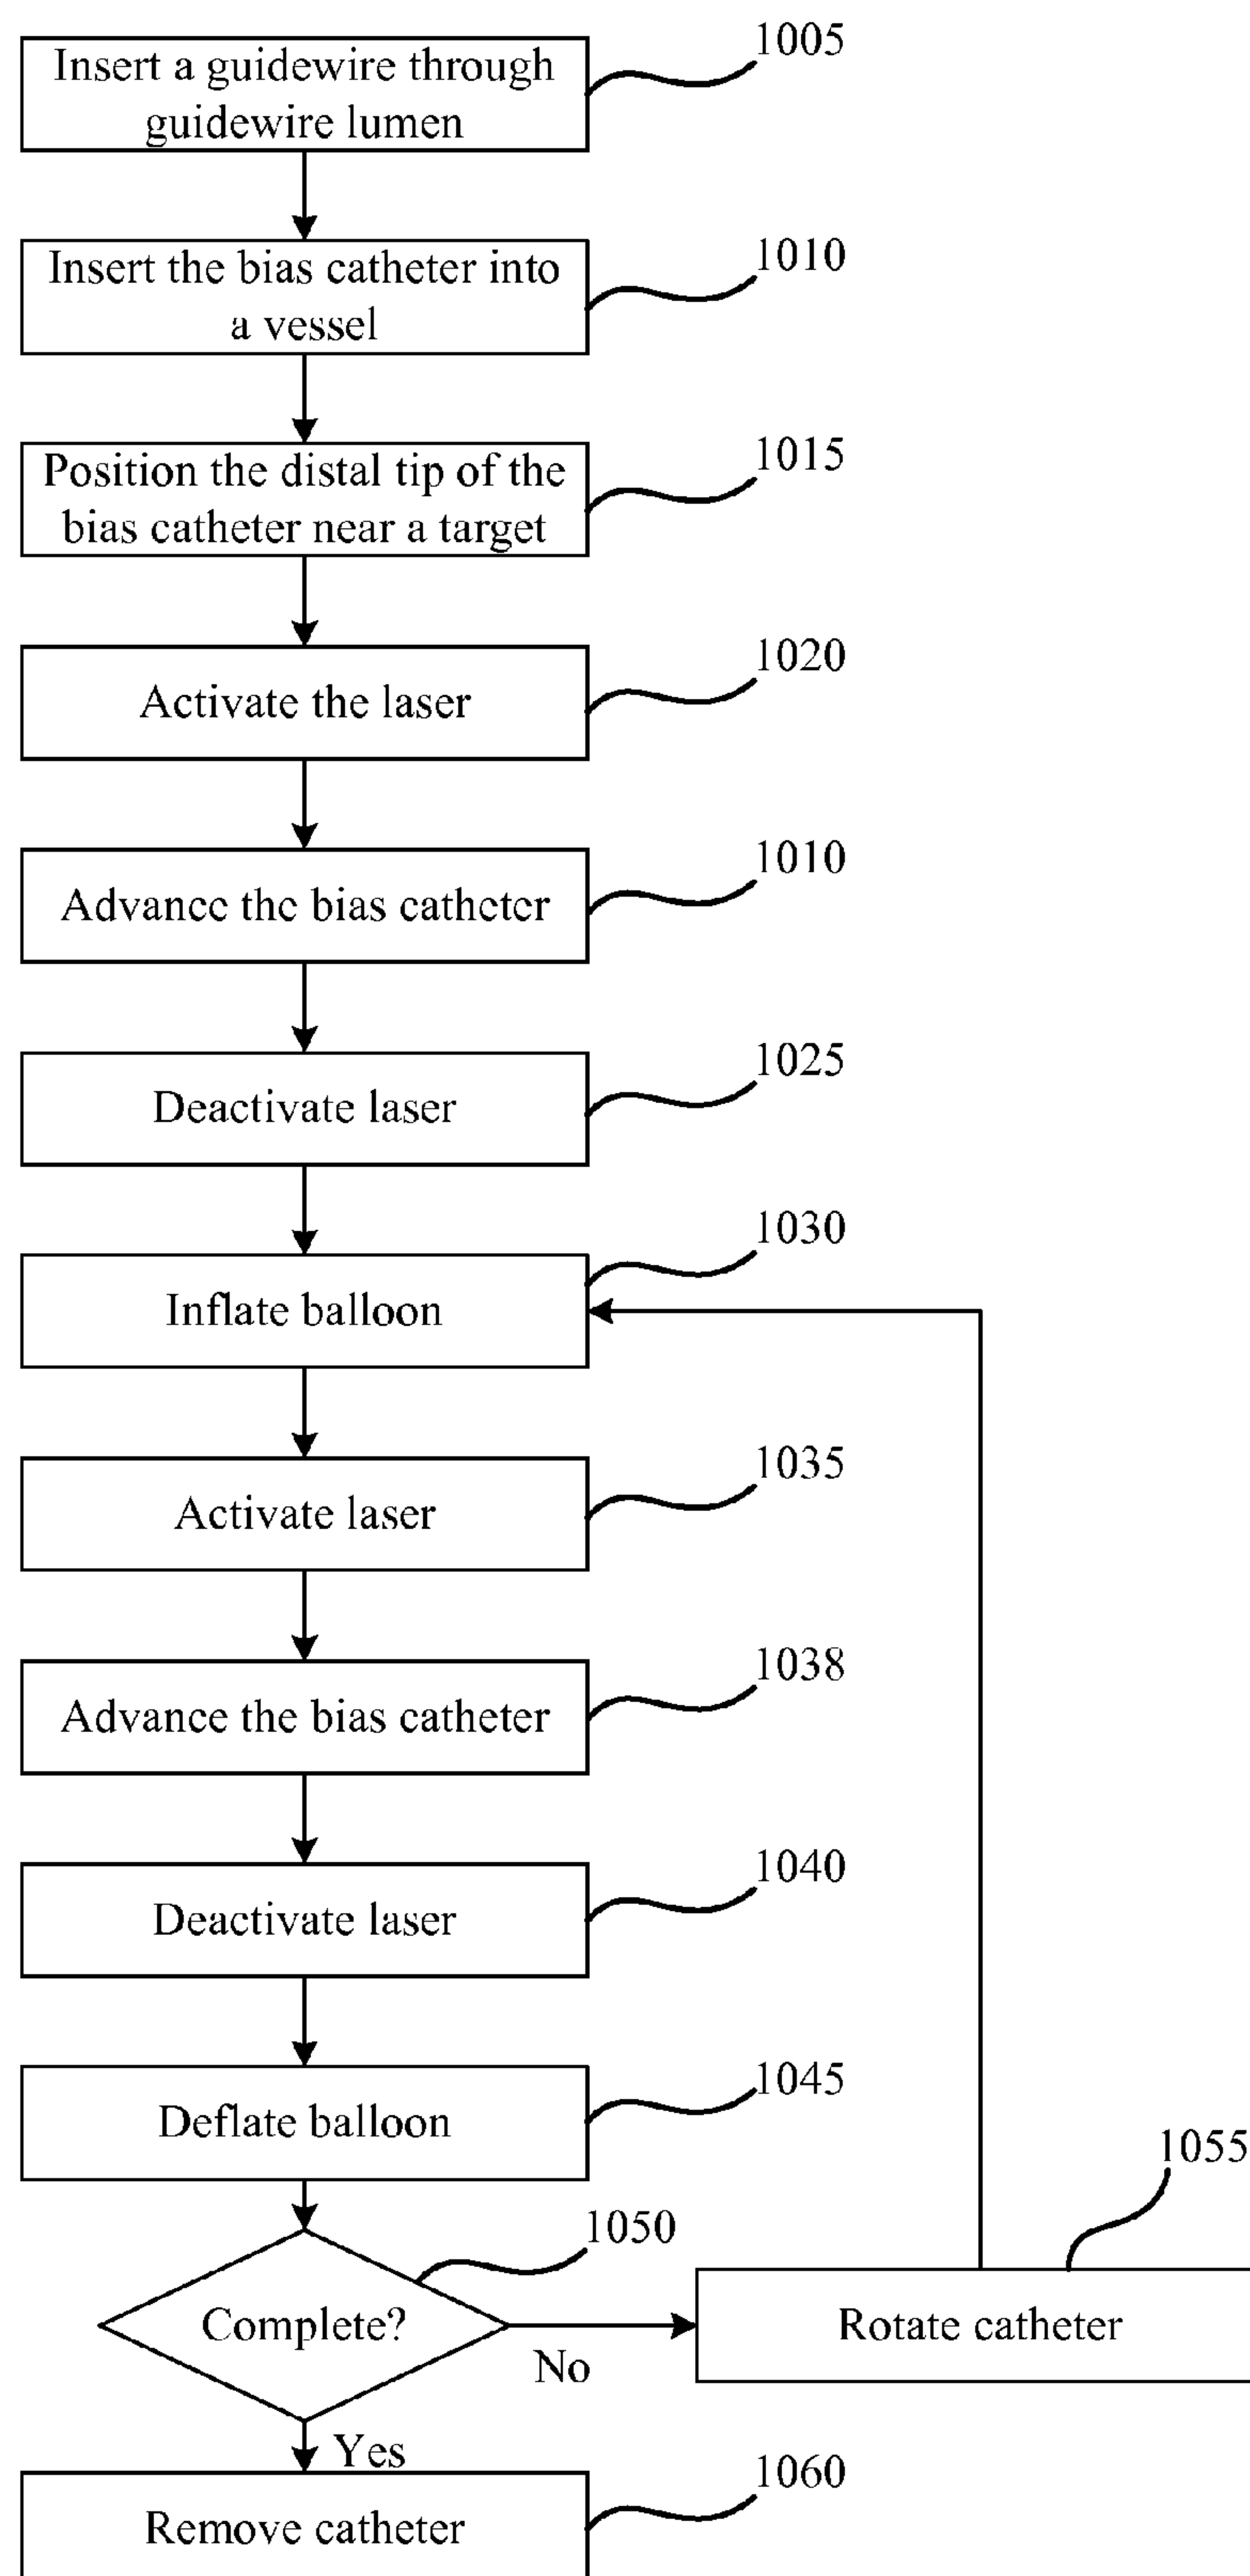 1005
Insert a guidewire through
guidewire lumen
1010
Insert the bias catheter into
a vessel
1015
Position the distal tip of the
bias catheter near a target
1020
Activate the laser
1010
Advance the bias catheter
1025
Deactivate laser
1030
Inflate balloon
1035
Activate laser
1038
Advance the bias catheter
1040
Deactivate laser
1045
Deflate balloon
1055
1050
Complete?
Rotate catheter
No
Yes
1060
Remove catheter